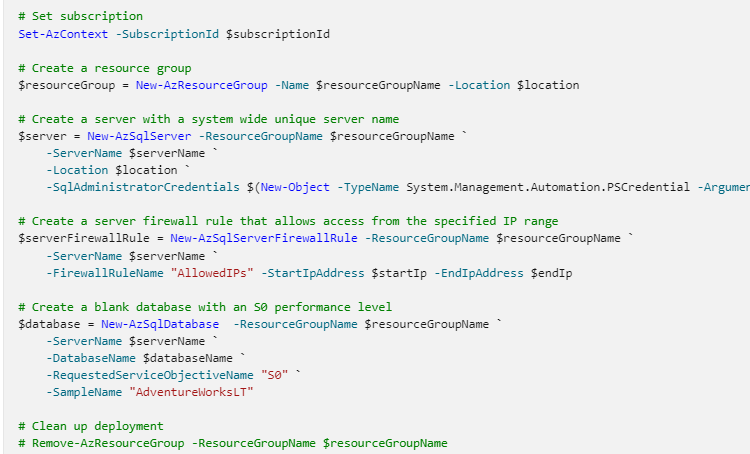 # Set subscription
Set-AzContext -SubscriptionId $subscriptionId
# Create a resource group
$resourceGroup = New-AzResourceGroup -Name $resourceGroupName -Location $location
# Create a server with a system wide unique server name
$server = New-AzSqlServer -ResourceGroupName $resourceGroupName `
-ServerName $serverName `
-Location $location `
-SqlAdministratorCredentials $(New-Object -TypeName System.Management.Automation.PSCredential -Argumen
# Create a server firewall rule that allows access from the specified IP range
$serverFirewallRule = New-AzSqlServerFirewallRule -ResourceGroupName $resourceGroupName `
-ServerName $serverName `
-FirewallRuleName "AllowedIPs" -StartIpAddress $startIp -EndIpAddress $endIp
# Create a blank database with an S0 performance level
$database = New-AzSqlDatabase  -ResourceGroupName $resourceGroupName `
-ServerName $serverName `
-DatabaseName $databaseName `
-RequestedServiceObjectiveName "S0" `
-SampleName "AdventureWorksLT"
# Clean up deployment
# Remove-AzResourceGroup -ResourceGroupName $resourceGroupName